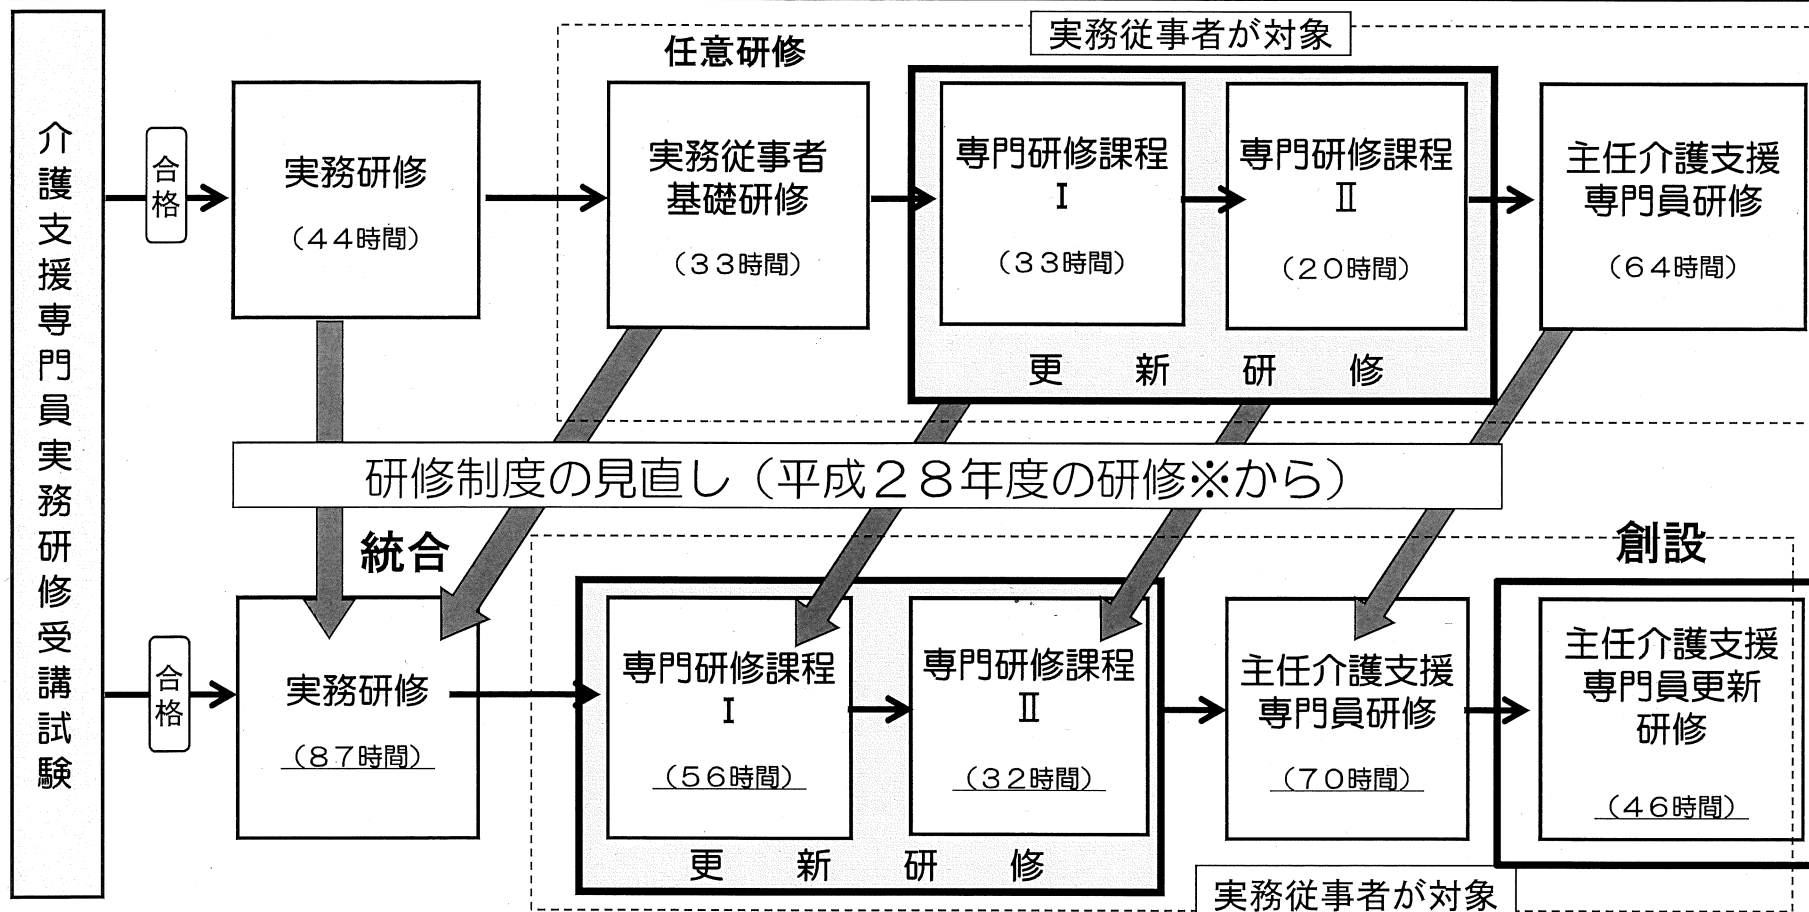 介護支援専門員実務研修受講試験
実務従事者が対象
任意研修
合格
実務研修
（４４時間）
実務従事者
基礎研修
（３３時間）
専門研修課程
Ⅰ
（３３時間）
専門研修課程
Ⅱ
（２０時間）
更新研修
主任介護支援
専門員研修
（６４時間）
研修制度の見直し（平成２８年度の研修※から）
統合
創設
合格
実務研修
（８７時間）
専門研修課程
Ⅰ
（５６時間）
専門研修課程
Ⅱ
（３２時間）
更新研修
主任介護支援
専門員研修
（７０時間）
主任介護支援
専門員更新
研修
（４６時間）
実務従事者が対象